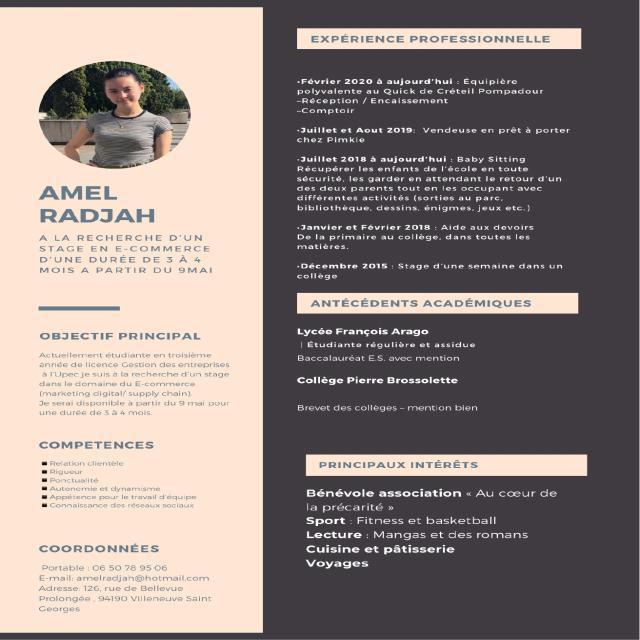 AMEL
RADJAH
A LA RECHERCHE D'UN
STAGE EN E-COMMERCE
D'UNE DURÉE DE 3 À 4
MOIS A PARTIR DU 9MAI
OBJECTIF PRINCIPAL
Actuellement étudiante en troisième
année de licence Gestion des entreprises
à l'Upec je suis à la recherche d'un stage
dans le domaine du E-commerce
(marketing digital/ supply chain).
Je serai disponible à partir du 9 mai pour
une durée de 3 à 4 mois.
COMPETENCES
Relation clientèle
Rigueur
Ponctualité
Autonomie et dynamisme
Appétence pour le travail d'équipe
Connaissance des réseaux sociaux
COORDONNÉES
Portable : 06 50 78 95 06
E-mail: amelradjah@hotmail.com
Adresse: 126, rue de Bellevue
Prolongée , 94190 Villeneuve Saint
Georges
EXPÉRIENCE PROFESSIONNELLE
•Février 2020 à aujourd'hui : Équipière
polyvalente au Quick de Créteil Pompadour
–Réception / Encaissement
–Comptoir
•Juillet et Aout 2019: Vendeuse en prêt à porter
chez Pimkie
•Juillet 2018 à aujourd'hui : Baby Sitting
Récupérer les enfants de l'école en toute
sécurité, les garder en attendant le retour d'un
des deux parents tout en les occupant avec
différentes activités (sorties au parc,
bibliothèque, dessins, énigmes, jeux etc.)
•Janvier et Février 2018 : Aide aux devoirs
De la primaire au collège, dans toutes les
matières.
•Décembre 2015 : Stage d'une semaine dans un
collège
ANTÉCÉDENTS ACADÉMIQUES
Lycée François Arago
| Étudiante régulière et assidue
Baccalauréat E.S. avec mention
Collège Pierre Brossolette
Brevet des collèges – mention bien
PRINCIPAUX INTÉRÊTS
Bénévole association « Au cœur de
la précarité »
Sport : Fitness et basketball
Lecture : Mangas et des romans
Cuisine et pâtisserie
Voyages